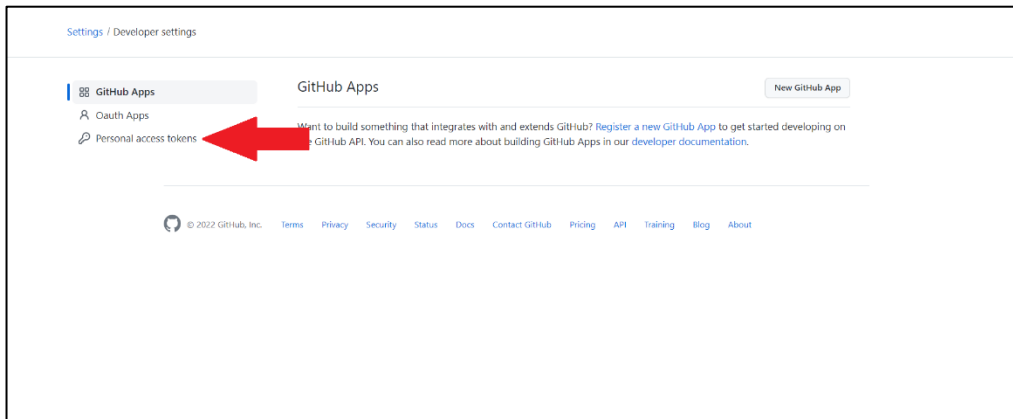 Settings / Developer settings
GitHub Apps
Oauth Apps
Personal access tokens
GitHub Apps
New GitHub App
Want to build something that integrates with and extends GitHub? Register a new GitHub App to get started developing on
GitHub API. You can also read more about building GitHub Apps in our developer documentation.
© 2022 GitHub, Inc. Terms Privacy Security Status Docs Contact GitHub Pricing API Training Blog About